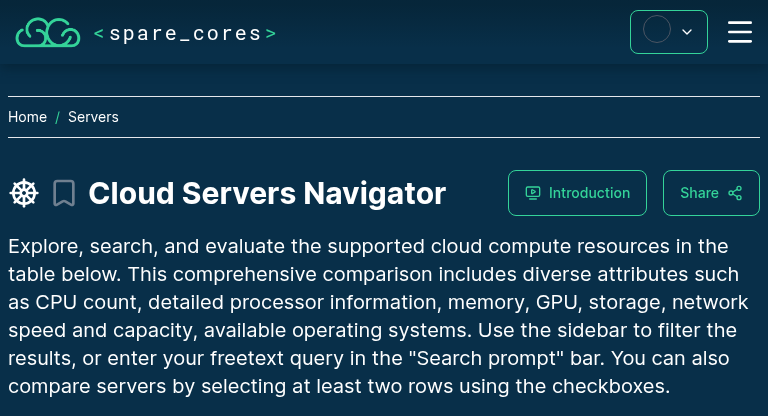 <spare_cores>
Home / Servers
Cloud Servers Navigator
Introduction
Share
Explore, search, and evaluate the supported cloud compute resources in the
table below. This comprehensive comparison includes diverse attributes such
as CPU count, detailed processor information, memory, GPU, storage, network
speed and capacity, available operating systems. Use the sidebar to filter the
results, or enter your freetext query in the "Search prompt" bar. You can also
compare servers by selecting at least two rows using the checkboxes.